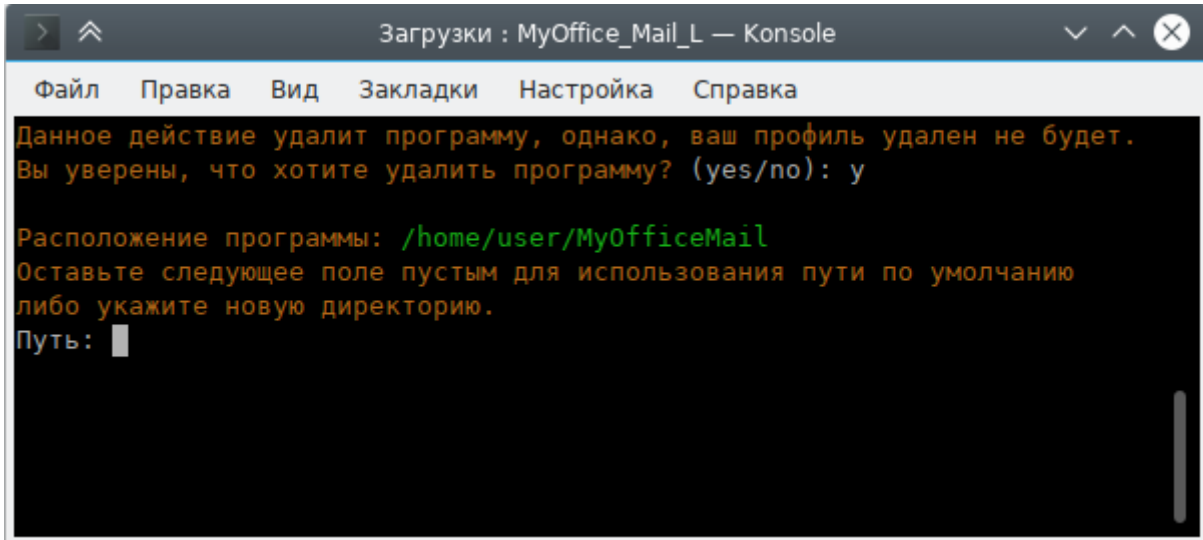 Загрузки : MyOffice_Mail_L — Konsole
Файл Правка Вид Закладки Настройка Справка
Данное действие удалит программу, однако, ваш профиль удален не будет.
Вы уверены, что хотите удалить программу? (yes/no): y
Расположение программы: /home/user/MyOfficeMail
Оставьте следующее поле пустым для использования пути по умолчанию
либо укажите новую директорию.
Путь: